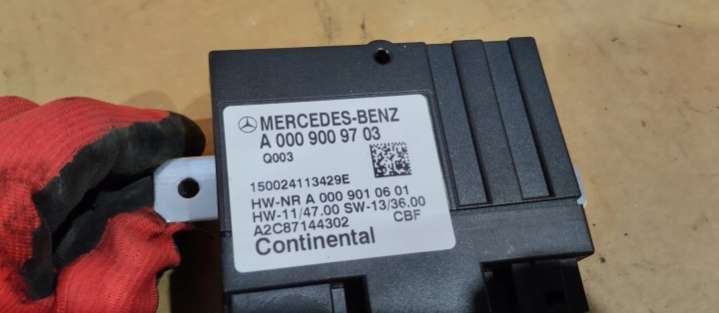 MERCEDES-BENZ
A 000 900 97 03
Q003
150024113429E
HW-NR A 000 901 06 01
HW-11/47.00 SW-13/36.00
A2C87144302 CBF
Continental